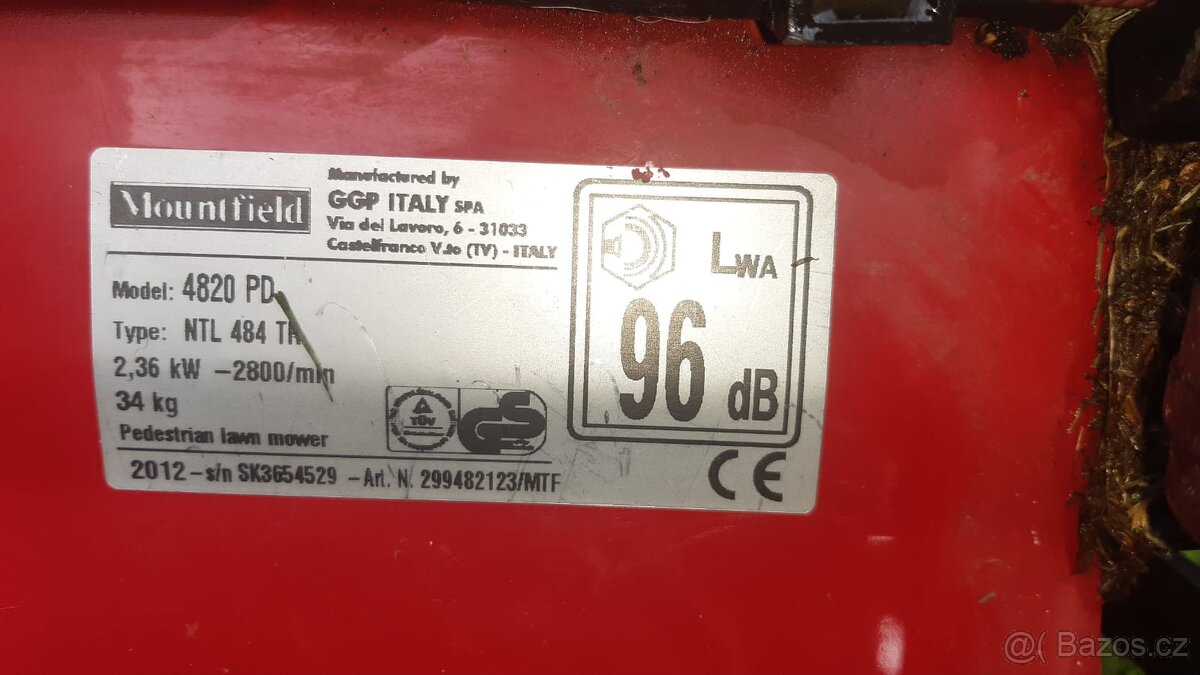 Mountfield
Manufactured by
GGP ITALY SPA
Via del Lavoro, 6 - 31033
Castelfranco V.to (TV) - ITALY
Model: 4820 PD
Type: NTL 484 TR
2,36 kW - 2800/min
34 kg
Pedestrian lawn mower
2012 - s/n SK3654529 - Art. N. 299482123/MTF
TÜV
GS
LWA
96 dB
CE
@( Bazos.cz